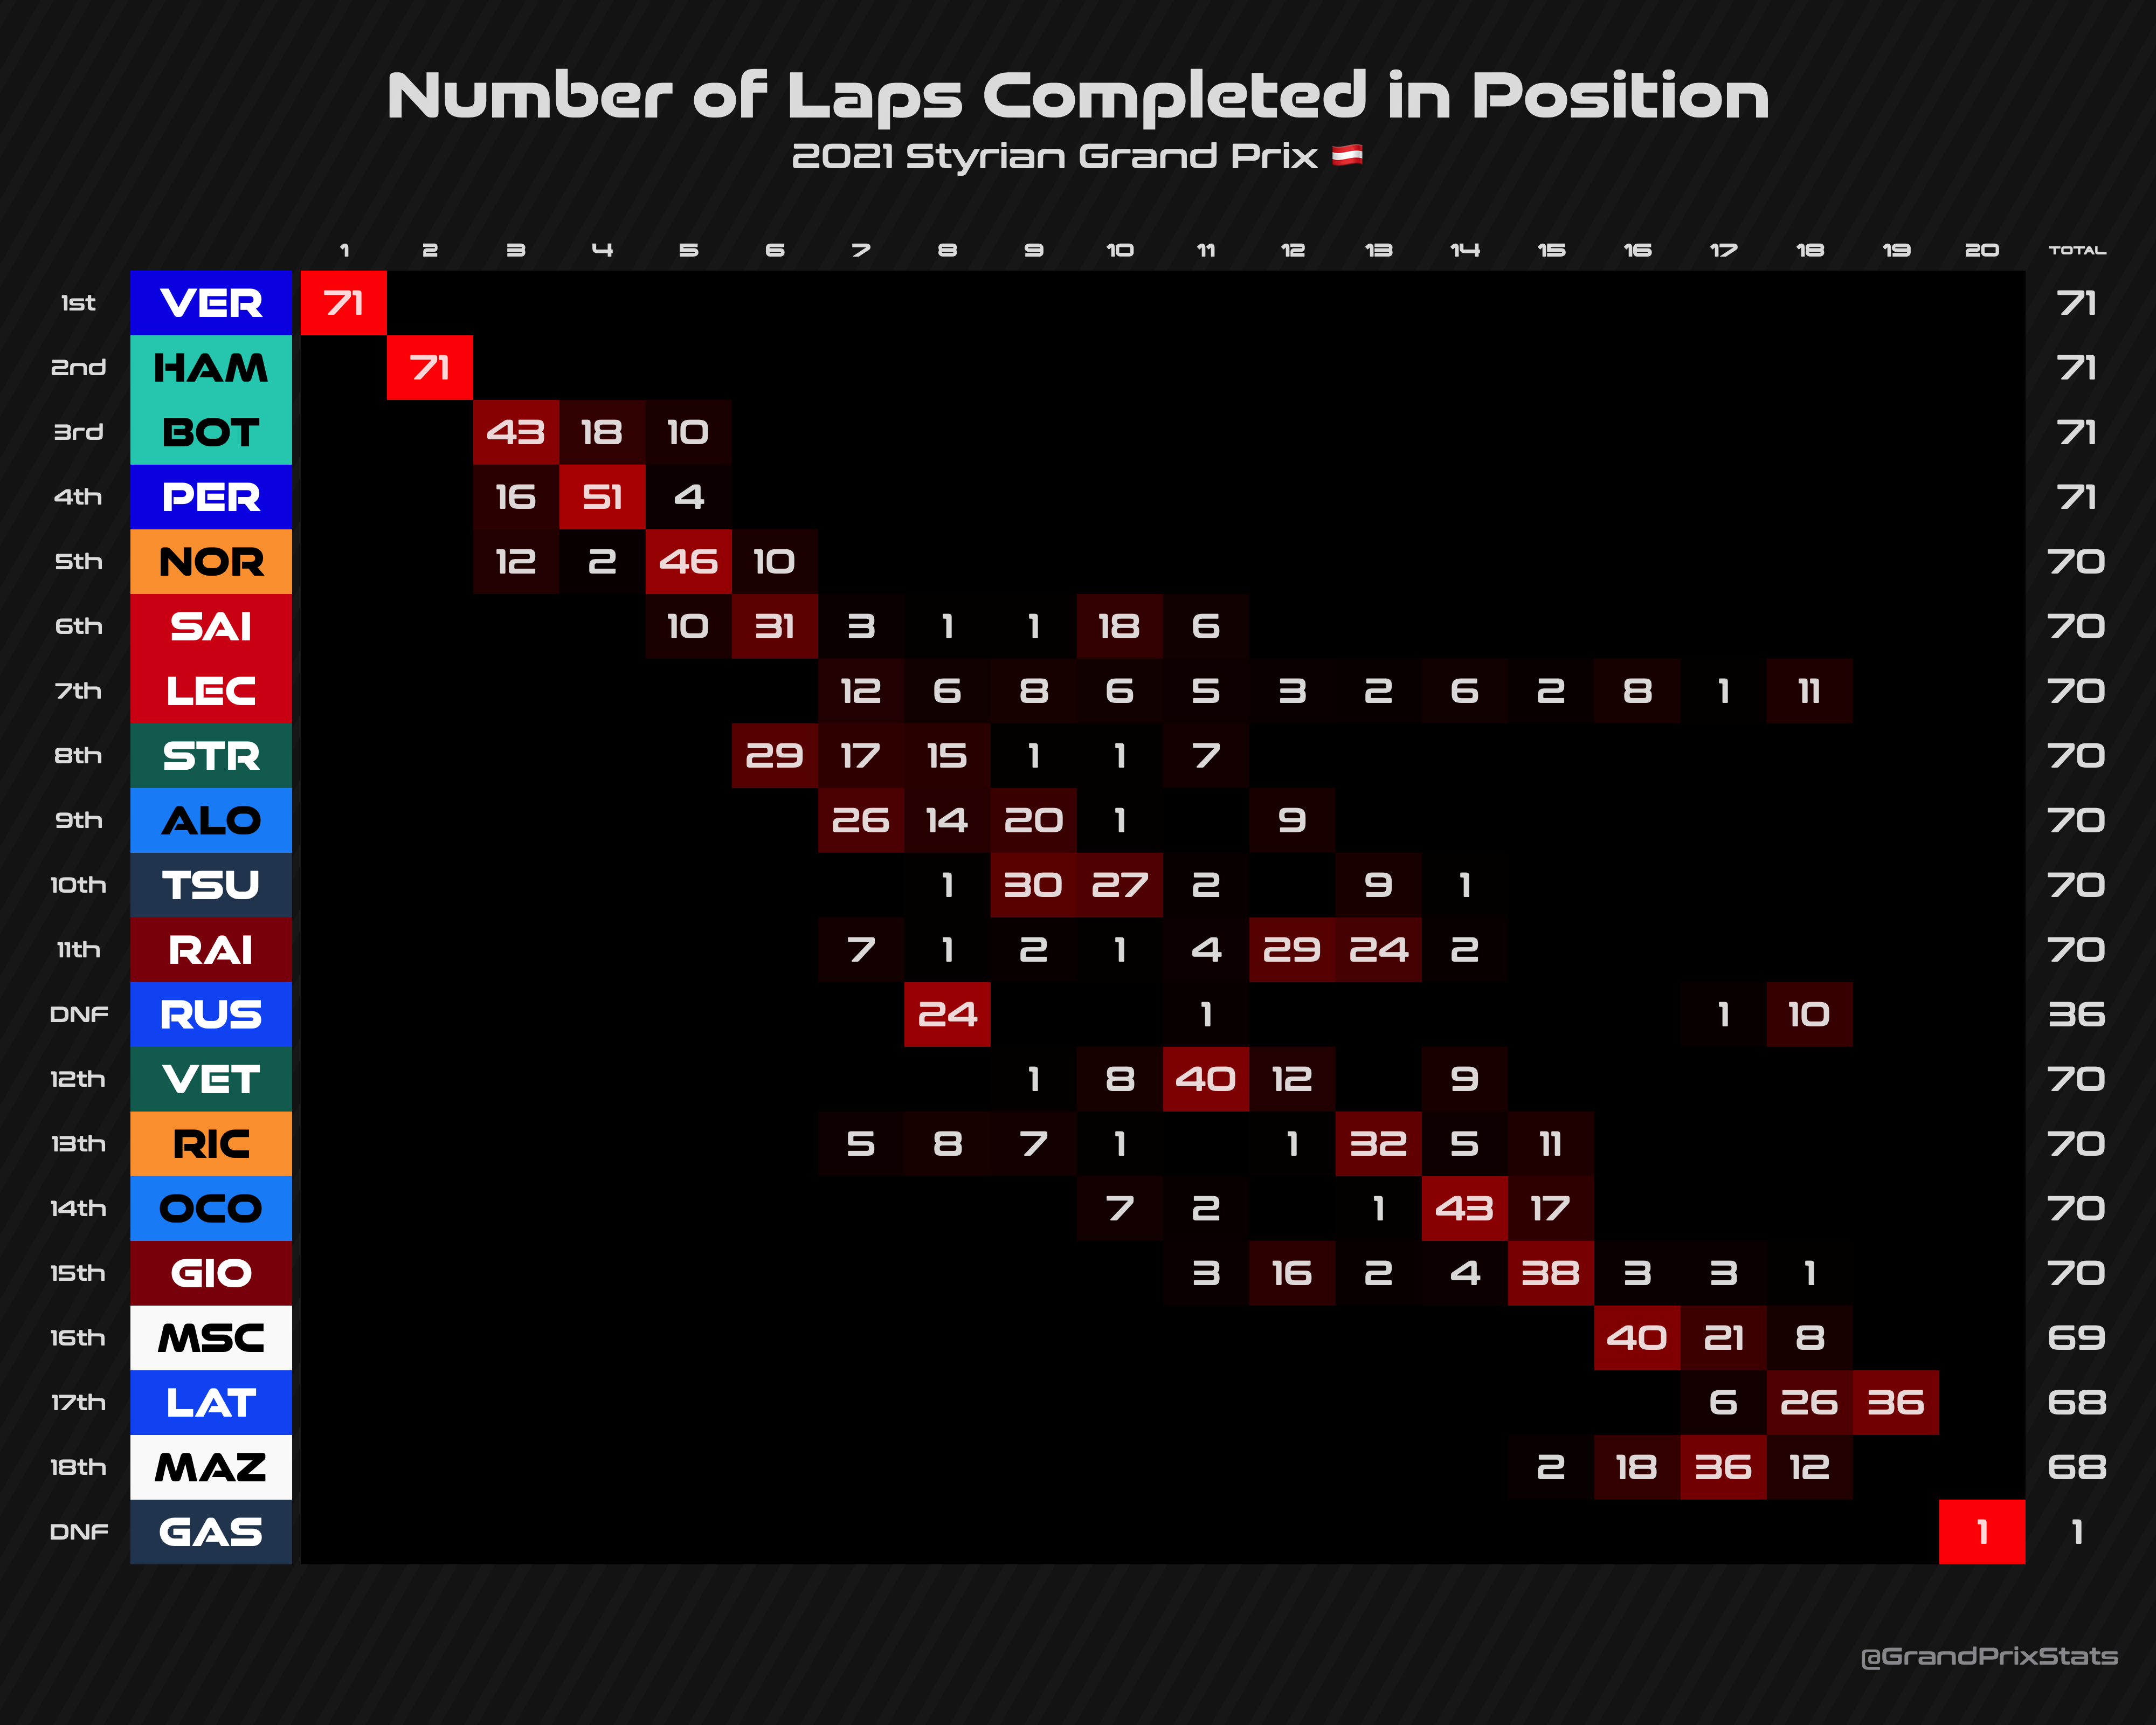 Number of Laps Completed in Position
2021 Styrian Grand Prix 🇦🇹
1 2 3 4 5 6 7 8 9 10 11 12 13 14 15 16 17 18 19 20 TOTAL
1st VER 71 71
2nd HAM 71 71
3rd BOT 43 18 10 71
4th PER 16 51 4 71
5th NOR 12 2 46 10 70
6th SAI 10 31 3 1 1 18 6 70
7th LEC 12 6 8 6 5 3 2 6 2 8 1 11 70
8th STR 29 17 15 1 1 7 70
9th ALO 26 14 20 1 9 70
10th TSU 1 30 27 2 9 1 70
11th RAI 7 1 2 1 4 29 24 2 70
DNF RUS 24 1 1 10 36
12th VET 1 8 40 12 9 70
13th RIC 5 8 7 1 1 32 5 11 70
14th OCO 7 2 1 43 17 70
15th GIO 3 16 2 4 38 3 3 1 70
16th MSC 40 21 8 69
17th LAT 6 26 36 68
18th MAZ 2 18 36 12 68
DNF GAS 1 1
@GrandPrixStats